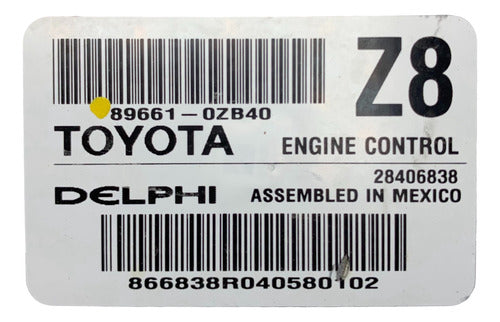 Z8
89661-0ZB40
TOYOTA ENGINE CONTROL
28406838
DELPHI ASSEMBLED IN MEXICO
866838R040580102